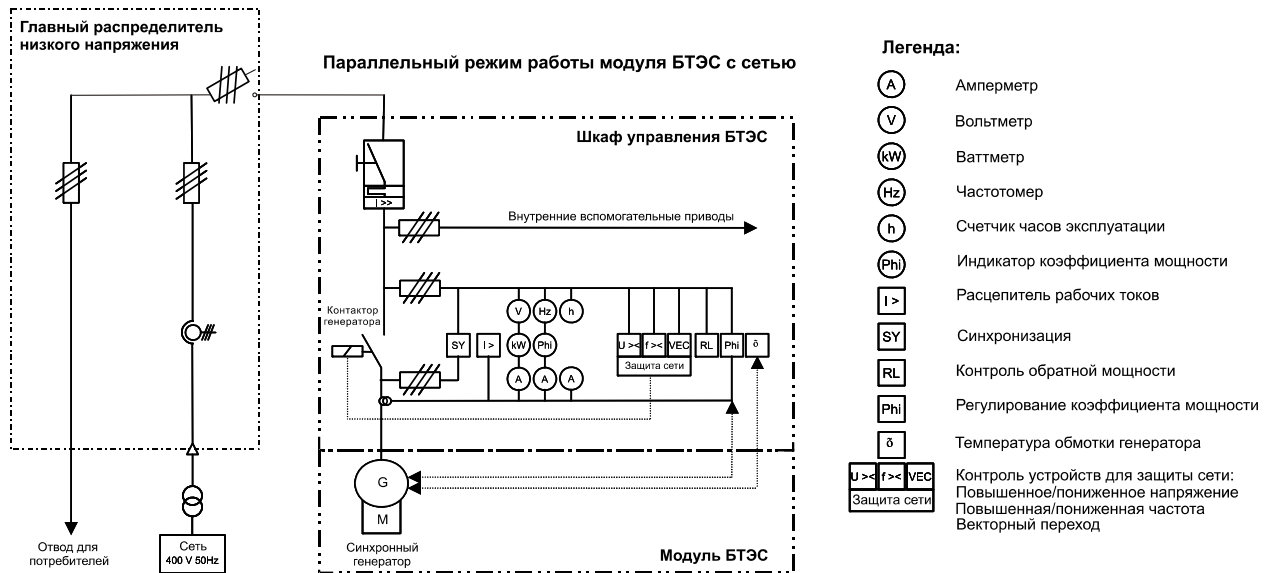 Главный распределитель
низкого напряжения
Параллельный режим работы модуля БТЭС с сетью
Шкаф управления БТЭС
I >>
Внутренние вспомогательные приводы
Контактор
генератора
V Hz h
SY I > kW Phi U >< f >< VEC RL Phi δ
Защита сети
A A A
G
M
Синхронный
генератор
Модуль БТЭС
Отвод для
потребителей
Сеть
400 V 50Hz
Легенда:
A Амперметр
V Вольтметр
kW Ваттметр
Hz Частотомер
h Счетчик часов эксплуатации
Phi Индикатор коэффициента мощности
I > Расцепитель рабочих токов
SY Синхронизация
RL Контроль обратной мощности
Phi Регулирование коэффициента мощности
δ Температура обмотки генератора
U >< f >< VEC Контроль устройств для защиты сети:
Защита сети Повышенное/пониженное напряжение
Повышенная/пониженная частота
Векторный переход